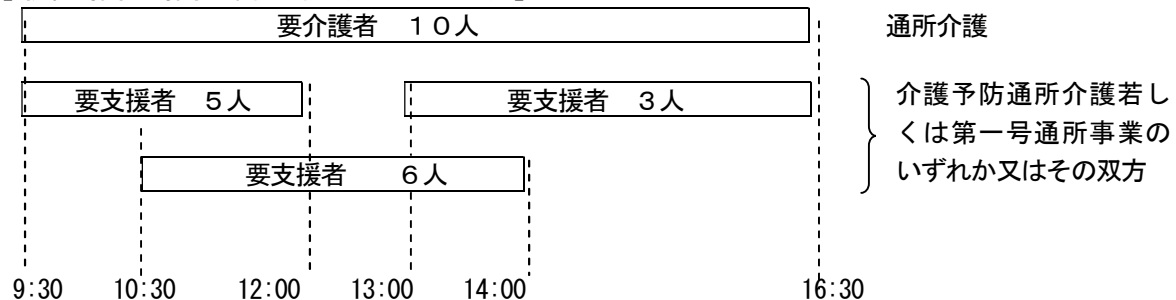 要介護者　１０人
通所介護
要支援者　５人
要支援者　３人
介護予防通所介護若し
くは第一号通所事業の
いずれか又はその双方
要支援者　６人
9:30 10:30 12:00 13:00 14:00 16:30